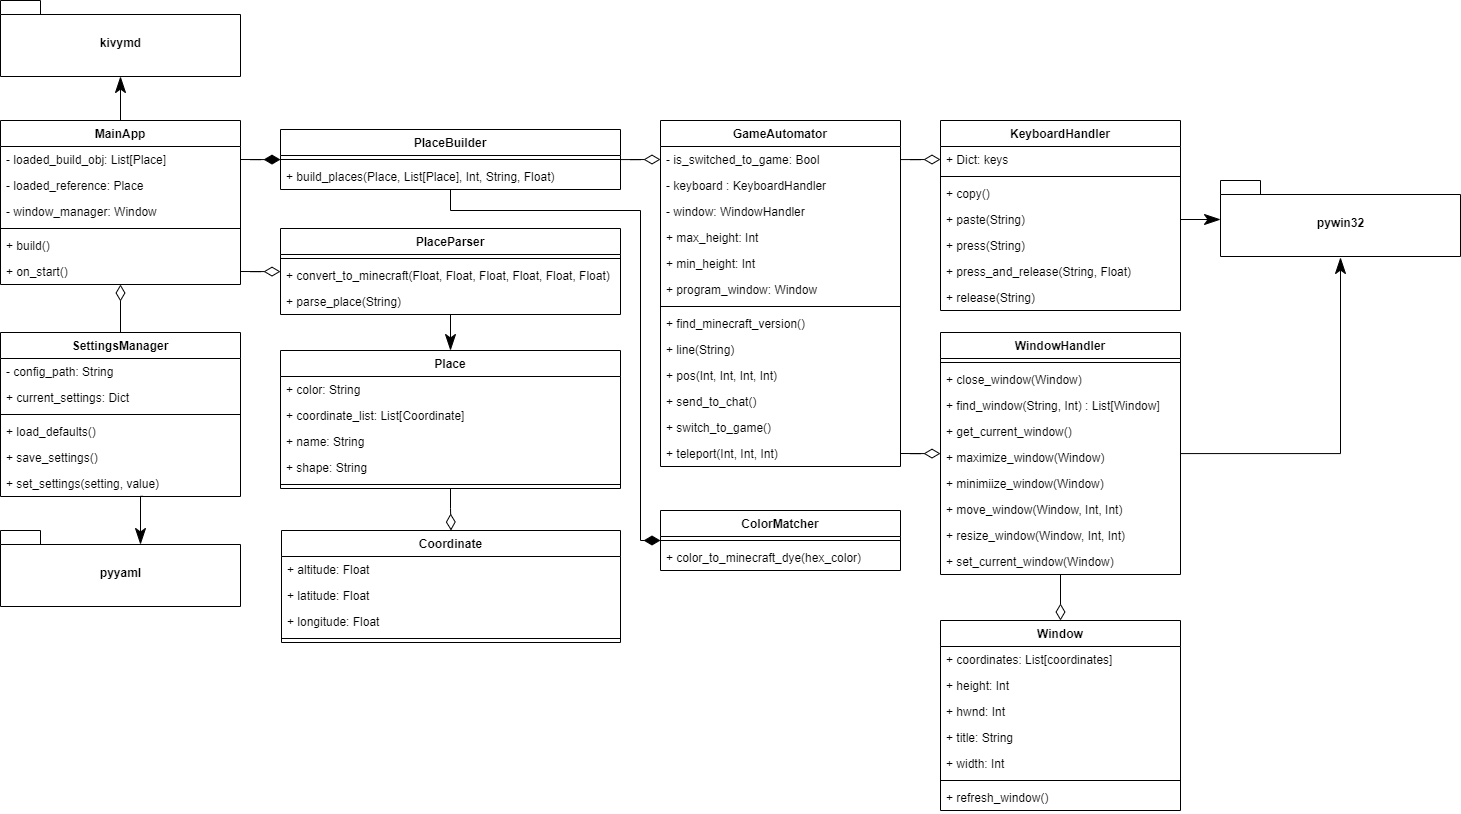 kivymd
MainApp
- loaded_build_obj: List[Place]
- loaded_reference: Place
- window_manager: Window
+ build()
+ on_start()
SettingsManager
- config_path: String
+ current_settings: Dict
+ load_defaults()
+ save_settings()
+ set_settings(setting, value)
pyyaml
PlaceBuilder
+ build_places(Place, List[Place], Int, String, Float)
PlaceParser
+ convert_to_minecraft(Float, Float, Float, Float, Float, Float)
+ parse_place(String)
Place
+ color: String
+ coordinate_list: List[Coordinate]
+ name: String
+ shape: String
Coordinate
+ altitude: Float
+ latitude: Float
+ longitude: Float
GameAutomator
- is_switched_to_game: Bool
- keyboard : KeyboardHandler
- window: WindowHandler
+ max_height: Int
+ min_height: Int
+ program_window: Window
+ find_minecraft_version()
+ line(String)
+ pos(Int, Int, Int, Int)
+ send_to_chat()
+ switch_to_game()
+ teleport(Int, Int, Int)
ColorMatcher
+ color_to_minecraft_dye(hex_color)
KeyboardHandler
+ Dict: keys
+ copy()
+ paste(String)
+ press(String)
+ press_and_release(String, Float)
+ release(String)
WindowHandler
+ close_window(Window)
+ find_window(String, Int) : List[Window]
+ get_current_window()
+ maximize_window(Window)
+ minimiize_window(Window)
+ move_window(Window, Int, Int)
+ resize_window(Window, Int, Int)
+ set_current_window(Window)
Window
+ coordinates: List[coordinates]
+ height: Int
+ hwnd: Int
+ title: String
+ width: Int
+ refresh_window()
pywin32